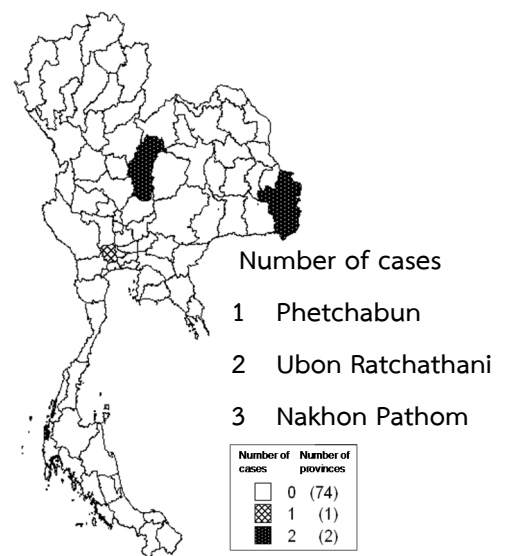 Number of cases
1 Phetchabun
2 Ubon Ratchathani
3 Nakhon Pathom
Number of cases Number of provinces
0 (74)
1 (1)
2 (2)